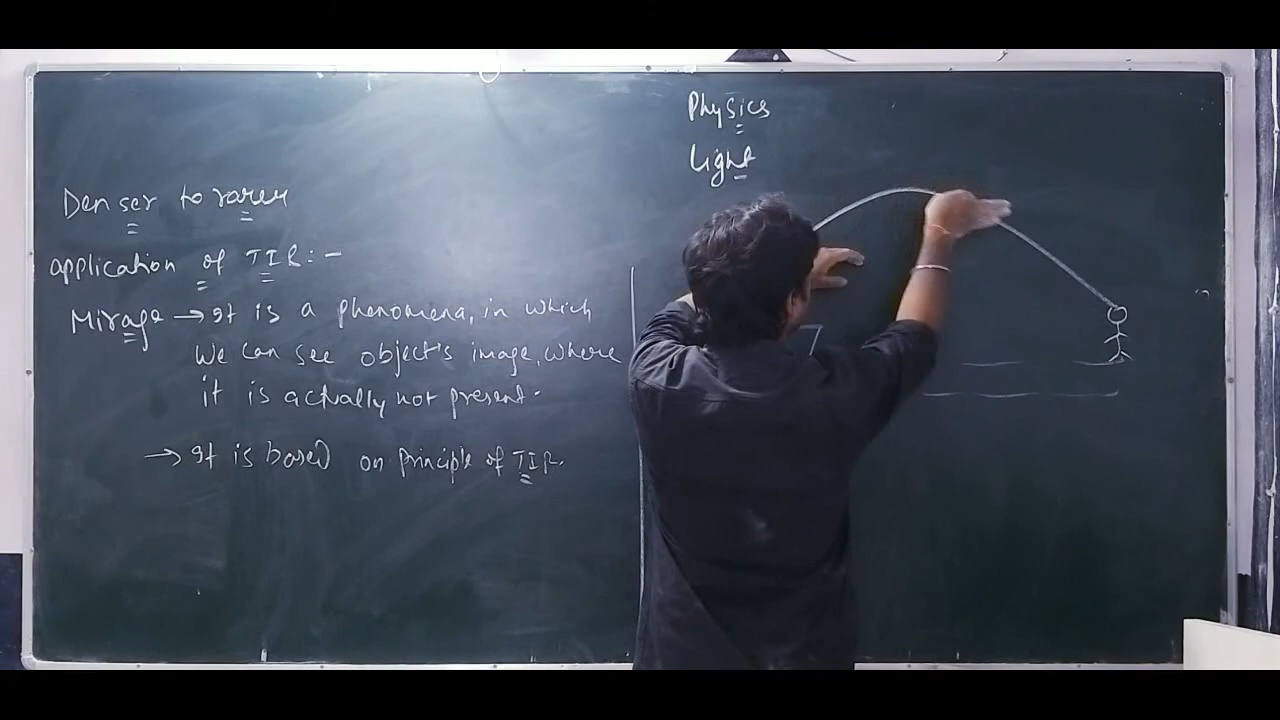 Physics
Light
Denser to rarer
application of TIR:-
Mirage → It is a phenomena, in which
we can see object's image, where
it is actually not present.
→ It is based on principle of TIR.